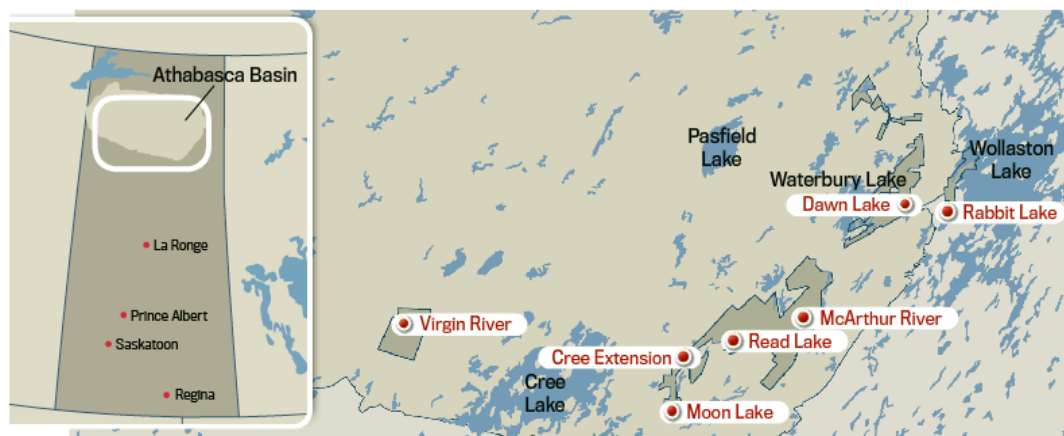 Athabasca Basin
La Ronge
Prince Albert
Saskatoon
Regina
Pasfield
Lake
Wollaston
Lake
Waterbury Lake
Dawn Lake
Rabbit Lake
Virgin River
McArthur River
Read Lake
Cree Extension
Cree
Lake
Moon Lake